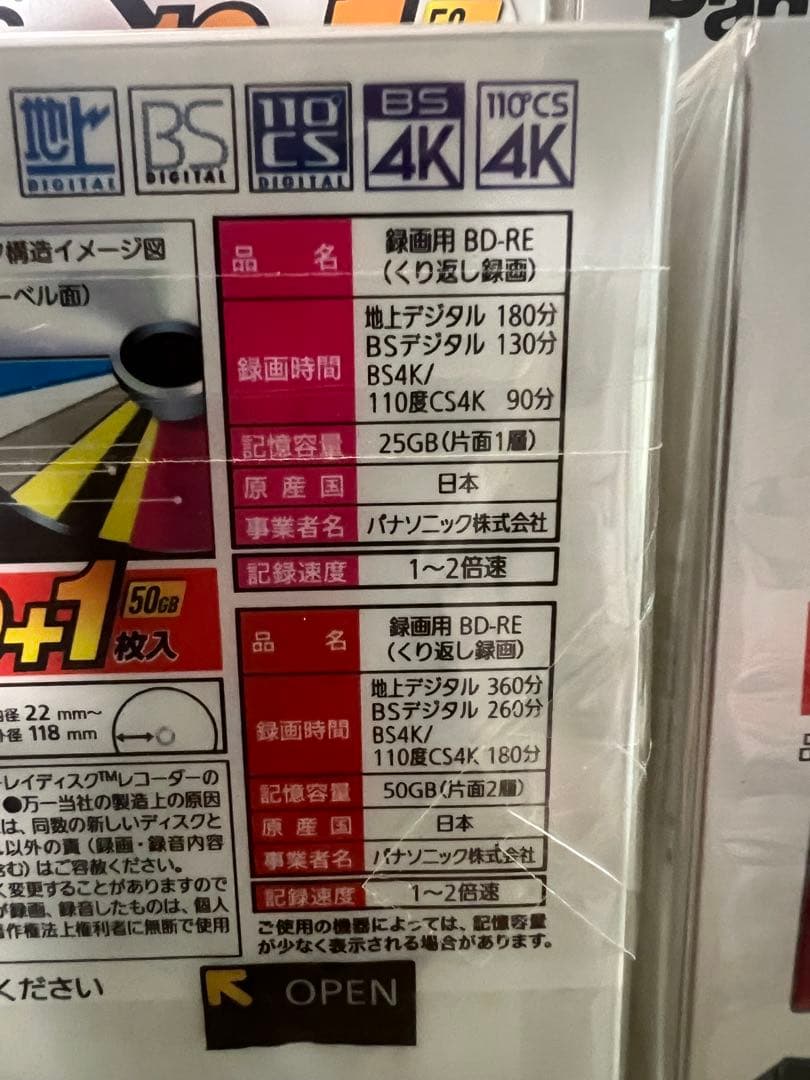 50
Pan
地上
DIGITAL
BS
DIGITAL
110°
CS
DIGITAL
BS
4K
110°CS
4K
構造イメージ図
ーベル面）
品 名
録画用 BD-RE
（くり返し録画）
録画時間
地上デジタル 180分
BSデジタル 130分
BS4K/
110度CS4K 90分
記憶容量
25GB（片面1層）
原産国
日本
事業者名
パナソニック株式会社
記録速度
1～2倍速
+1
50GB
枚入
径 22 mm～
径 118 mm
品 名
録画用 BD-RE
（くり返し録画）
録画時間
地上デジタル 360分
BSデジタル 260分
BS4K/
110度CS4K 180分
記憶容量
50GB（片面2層）
原産国
日本
事業者名
パナソニック株式会社
記録速度
1～2倍速
ご使用の機器によっては、記憶容量
が少なく表示される場合があります。
ーレイディスク™レコーダーの
●万一当社の製造上の原因
は、同数の新しいディスクと
以外の責（録画・録音内容
含む）はご容赦ください。
変更することがありますので
が録画、録音したものは、個人
著作権法上権利者に無断で使用
ください
OPEN